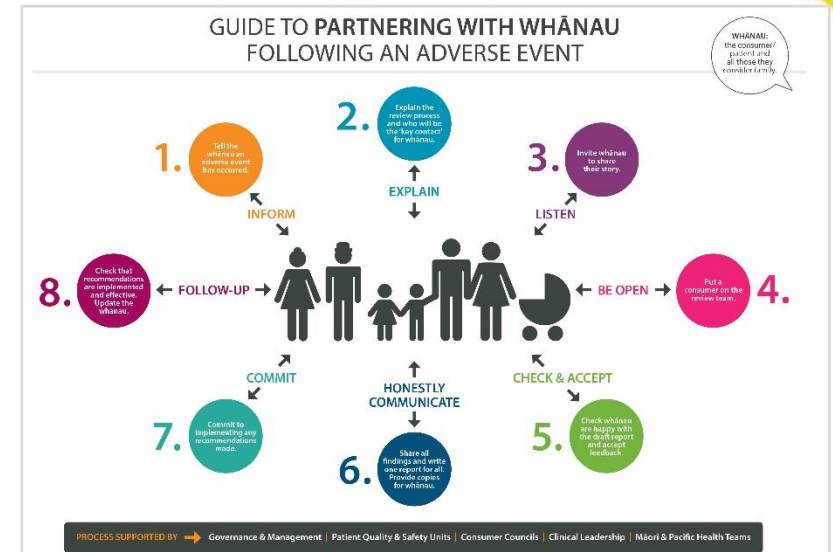 GUIDE TO PARTNERING WITH WHĀNAU
FOLLOWING AN ADVERSE EVENT
WHĀNAU:
the consumer/
patient and
all those they
consider family.
1.
Tell the
whānau an
adverse event
has occurred.
INFORM
2.
Explain the
review process
and who will be
the 'key contact'
for whānau.
EXPLAIN
3.
Invite whānau
to share
their story.
LISTEN
BE OPEN
Put a
consumer on the
review team.
4.
CHECK & ACCEPT
5.
Check whānau
are happy with
the draft report
and accept
feedback.
HONESTLY
COMMUNICATE
6.
Share all
findings and write
one report for all.
Provide copies
for whānau.
COMMIT
7.
Commit to
implementing any
recommendations
made.
8.
Check that
recommendations
are implemented
and effective.
Update the
whānau.
FOLLOW-UP
PROCESS SUPPORTED BY Governance & Management | Patient Quality & Safety Units | Consumer Councils | Clinical Leadership | Māori & Pacific Health Teams